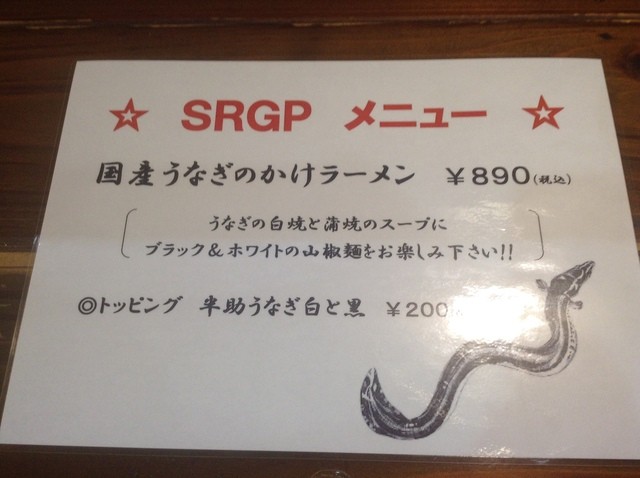 ☆ SRGP メニュー ☆
国産うなぎのかけラーメン ￥890(税込)
うなぎの白焼と蒲焼のスープに
ブラック＆ホワイトの山椒麺をお楽しみ下さい!!
◎トッピング 半助うなぎ白と黒 ￥200